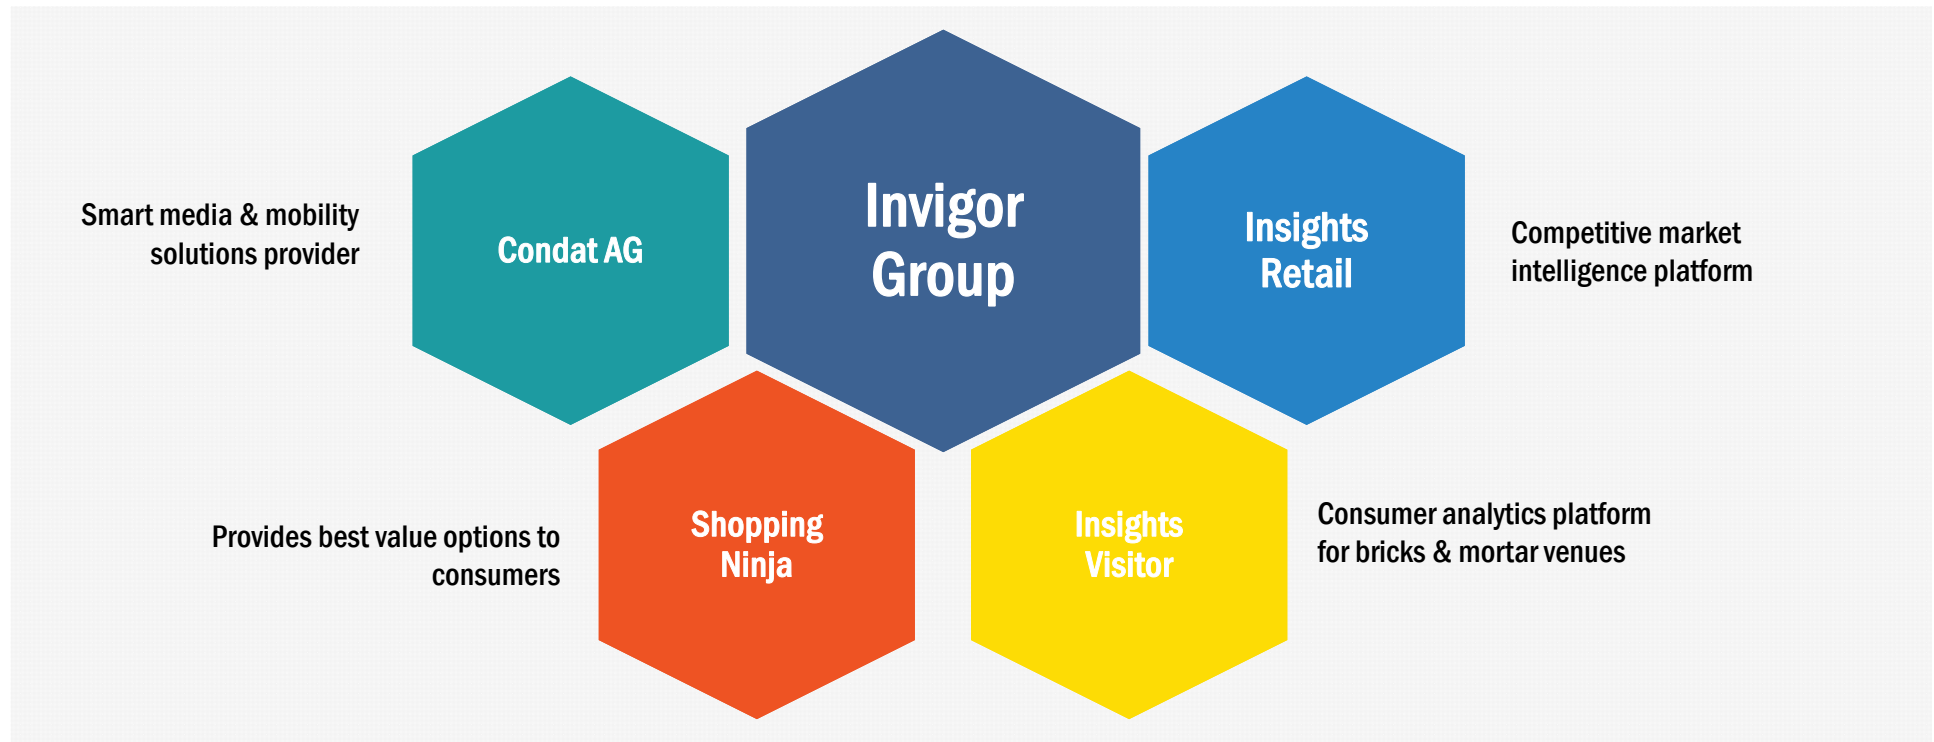 Invigor
Group
Smart media & mobility
solutions provider
Condat AG
Insights
Retail
Competitive market
intelligence platform
Provides best value options to
consumers
Shopping
Ninja
Insights
Visitor
Consumer analytics platform
for bricks & mortar venues